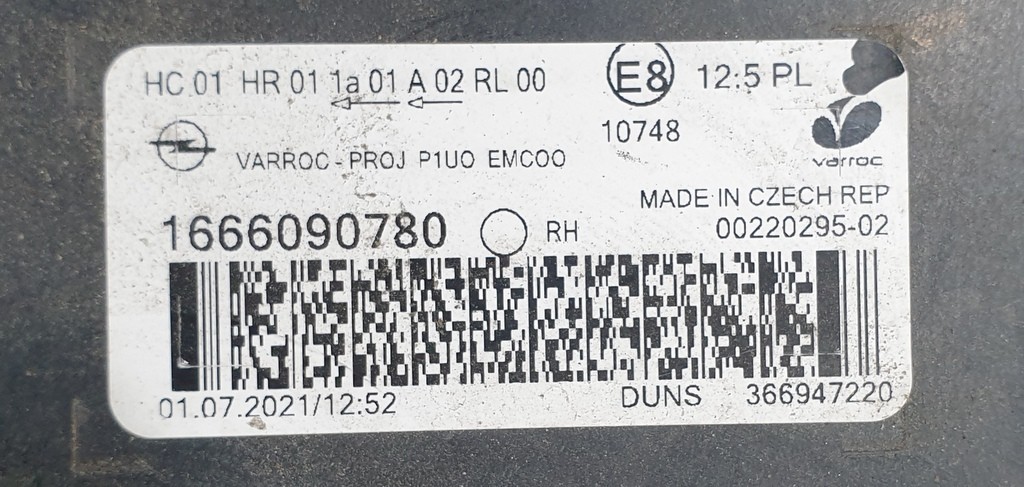 HC 01 HR 01 1a 01 A 02 RL 00
E8
12:5 PL
10748
varroc
VARROC - PROJ P1UO EMCOO
MADE IN CZECH REP
1666090780
RH
00220295-02
01.07.2021/12:52
DUNS 366947220